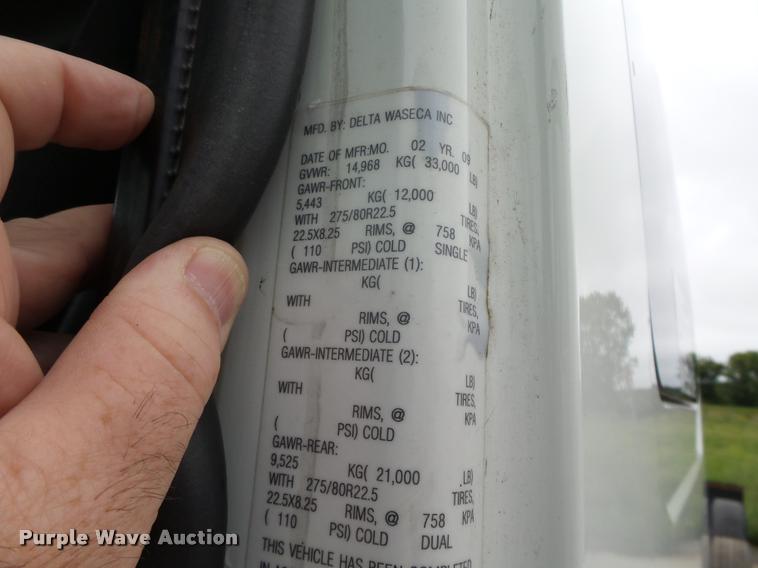 MFD. BY: DELTA WASECA INC
DATE OF MFR:MO. 02 YR. 09
GVWR: 14,968 KG( 33,000 LB)
GAWR-FRONT:
5,443 KG( 12,000 LB)
WITH 275/80R22.5 TIRES,
22.5X8.25 RIMS, @ 758 KPA
( 110 PSI) COLD SINGLE
GAWR-INTERMEDIATE (1):
KG( LB)
WITH TIRES,
RIMS, @ KPA
( PSI) COLD
GAWR-INTERMEDIATE (2):
KG( LB)
WITH TIRES,
RIMS, @ KPA
( PSI) COLD
GAWR-REAR:
9,525 KG( 21,000 LB)
WITH 275/80R22.5 TIRES,
22.5X8.25 RIMS, @ 758 KPA
( 110 PSI) COLD DUAL
THIS VEHICLE HAS BEEN COMPLETED
Purple Wave Auction